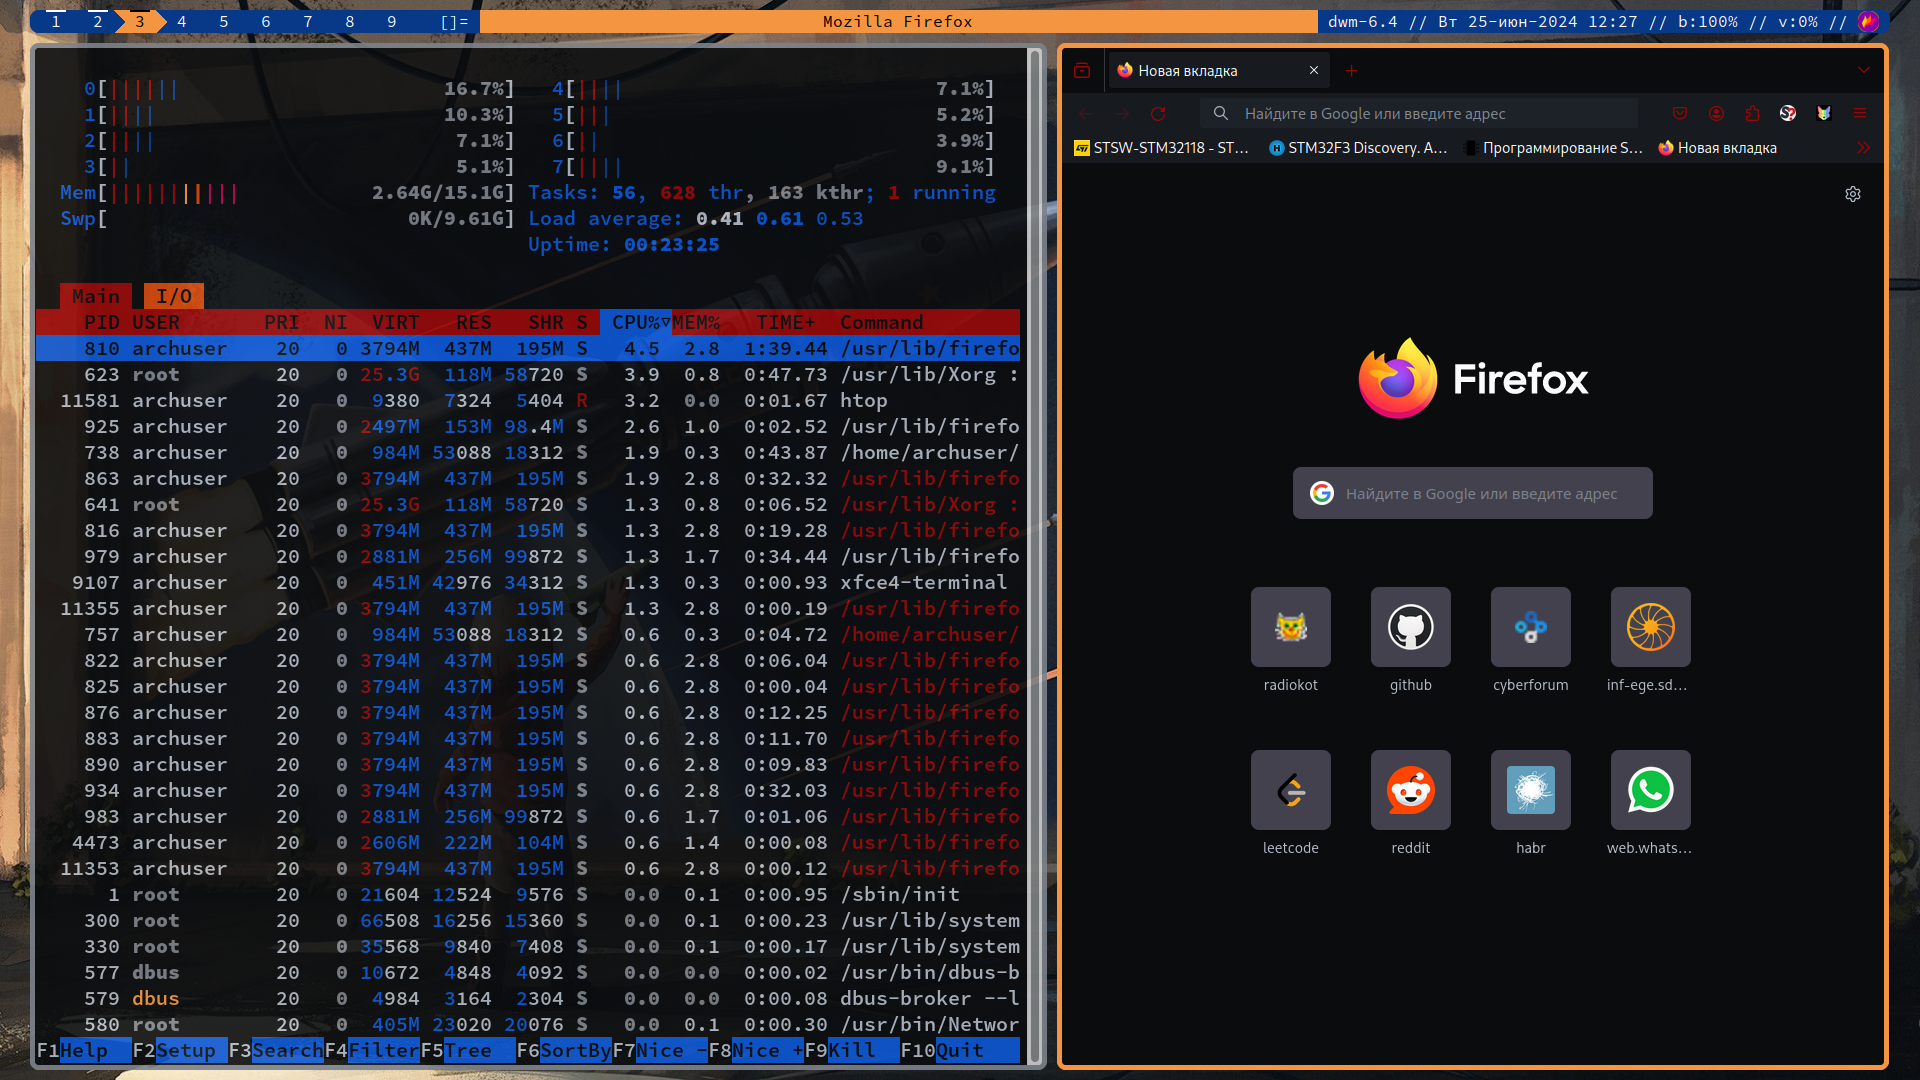 1 2 3 4 5 6 7 8 9 []= Mozilla Firefox dwm-6.4 // Вт 25-июн-2024 12:27 // b:100% // v:0% //
0[||||||| 16.7%] 4[|||| 7.1%]
1[|||| 10.3%] 5[||| 5.2%]
2[|||| 7.1%] 6[|| 3.9%]
3[|| 5.1%] 7[|||| 9.1%]
Mem[||||||||||| 2.64G/15.1G] Tasks: 56, 628 thr, 163 kthr; 1 running
Swp[ 0K/9.61G] Load average: 0.41 0.61 0.53
Uptime: 00:23:25
Main I/O
PID USER PRI NI VIRT RES SHR S CPU%▽MEM% TIME+ Command
810 archuser 20 0 3794M 437M 195M S 4.5 2.8 1:39.44 /usr/lib/firefo
623 root 20 0 25.3G 118M 58720 S 3.9 0.8 0:47.73 /usr/lib/Xorg :
11581 archuser 20 0 9380 7324 5404 R 3.2 0.0 0:01.67 htop
925 archuser 20 0 2497M 153M 98.4M S 2.6 1.0 0:02.52 /usr/lib/firefo
738 archuser 20 0 984M 53088 18312 S 1.9 0.3 0:43.87 /home/archuser/
863 archuser 20 0 3794M 437M 195M S 1.9 2.8 0:32.32 /usr/lib/firefo
641 root 20 0 25.3G 118M 58720 S 1.3 0.8 0:06.52 /usr/lib/Xorg :
816 archuser 20 0 3794M 437M 195M S 1.3 2.8 0:19.28 /usr/lib/firefo
979 archuser 20 0 2881M 256M 99872 S 1.3 1.7 0:34.44 /usr/lib/firefo
9107 archuser 20 0 451M 42976 34312 S 1.3 0.3 0:00.93 xfce4-terminal
11355 archuser 20 0 3794M 437M 195M S 1.3 2.8 0:00.19 /usr/lib/firefo
757 archuser 20 0 984M 53088 18312 S 0.6 0.3 0:04.72 /home/archuser/
822 archuser 20 0 3794M 437M 195M S 0.6 2.8 0:06.04 /usr/lib/firefo
825 archuser 20 0 3794M 437M 195M S 0.6 2.8 0:00.04 /usr/lib/firefo
876 archuser 20 0 3794M 437M 195M S 0.6 2.8 0:12.25 /usr/lib/firefo
883 archuser 20 0 3794M 437M 195M S 0.6 2.8 0:11.70 /usr/lib/firefo
890 archuser 20 0 3794M 437M 195M S 0.6 2.8 0:09.83 /usr/lib/firefo
934 archuser 20 0 3794M 437M 195M S 0.6 2.8 0:32.03 /usr/lib/firefo
983 archuser 20 0 2881M 256M 99872 S 0.6 1.7 0:01.06 /usr/lib/firefo
4473 archuser 20 0 2606M 222M 104M S 0.6 1.4 0:00.08 /usr/lib/firefo
11353 archuser 20 0 3794M 437M 195M S 0.6 2.8 0:00.12 /usr/lib/firefo
1 root 20 0 21604 12524 9576 S 0.0 0.1 0:00.95 /sbin/init
300 root 20 0 66508 16256 15360 S 0.0 0.1 0:00.23 /usr/lib/system
330 root 20 0 35568 9840 7408 S 0.0 0.1 0:00.17 /usr/lib/system
577 dbus 20 0 10672 4848 4092 S 0.0 0.0 0:00.02 /usr/bin/dbus-b
579 dbus 20 0 4984 3164 2304 S 0.0 0.0 0:00.08 dbus-broker --l
580 root 20 0 405M 23020 20076 S 0.0 0.1 0:00.30 /usr/bin/Networ
F1Help F2Setup F3SearchF4FilterF5Tree F6SortByF7Nice -F8Nice +F9Kill F10Quit
Новая вкладка
Найдите в Google или введите адрес
STSW-STM32118 - ST... STM32F3 Discovery. A... Программирование S... Новая вкладка
Firefox
Найдите в Google или введите адрес
radiokot github cyberforum inf-ege.sd...
leetcode reddit habr web.whats...